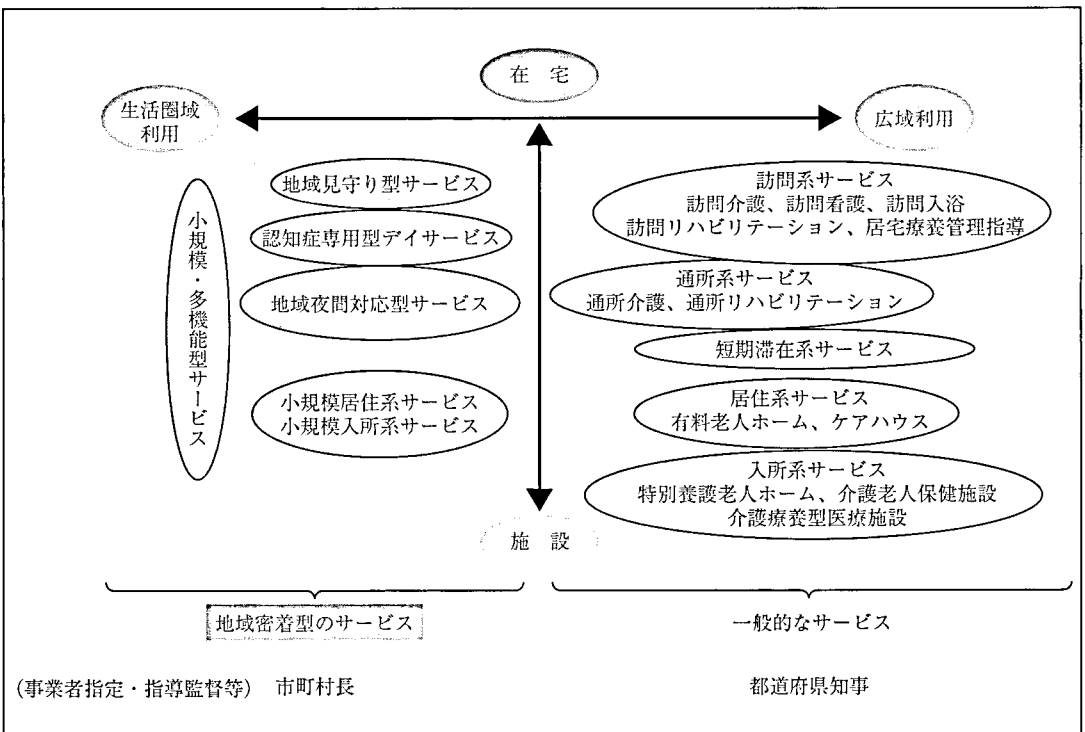 在 宅
生活圏域
利用
広域利用
小規模・多機能型サービス
地域見守り型サービス
認知症専用型デイサービス
地域夜間対応型サービス
小規模居住系サービス
小規模入所系サービス
訪問系サービス
訪問介護、訪問看護、訪問入浴
訪問リハビリテーション、居宅療養管理指導
通所系サービス
通所介護、通所リハビリテーション
短期滞在系サービス
居住系サービス
有料老人ホーム、ケアハウス
入所系サービス
特別養護老人ホーム、介護老人保健施設
介護療養型医療施設
施 設
地域密着型のサービス
一般的なサービス
(事業者指定・指導監督等) 市町村長
都道府県知事